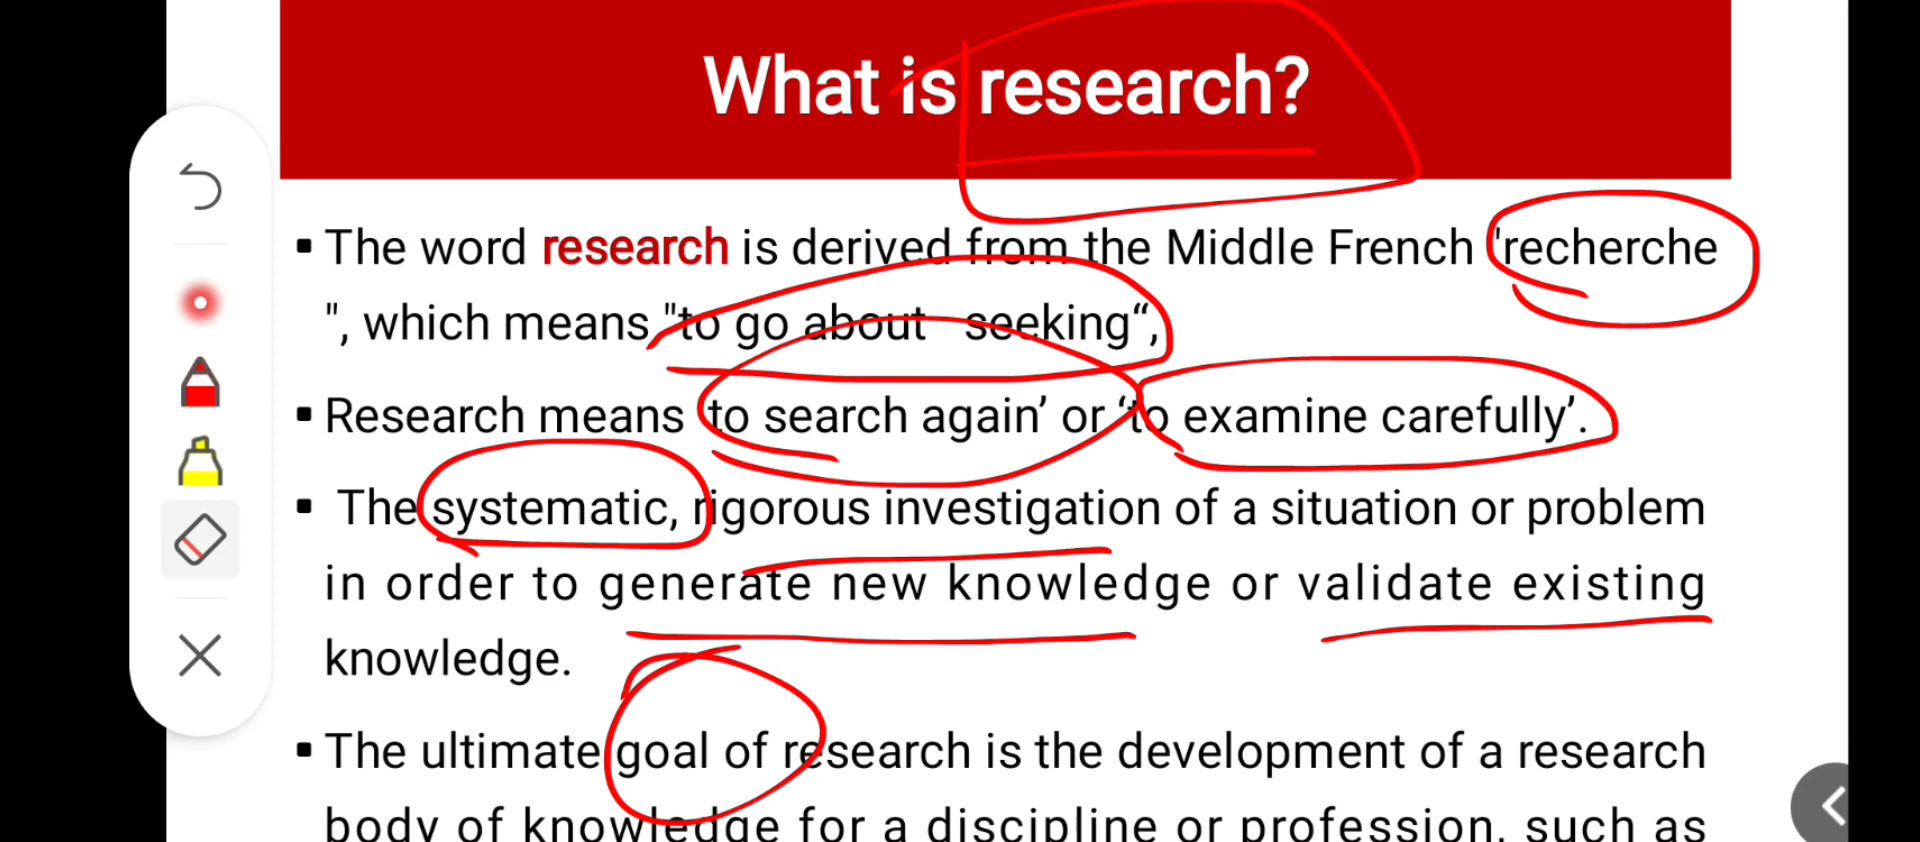 What is research?
▪ The word research is derived from the Middle French 'recherche
", which means "to go about seeking“,
▪ Research means to search again’ or ‘to examine carefully’.
▪ The systematic, rigorous investigation of a situation or problem
in order to generate new knowledge or validate existing
knowledge.
▪ The ultimate goal of research is the development of a research
body of knowledge for a discipline or profession, such as